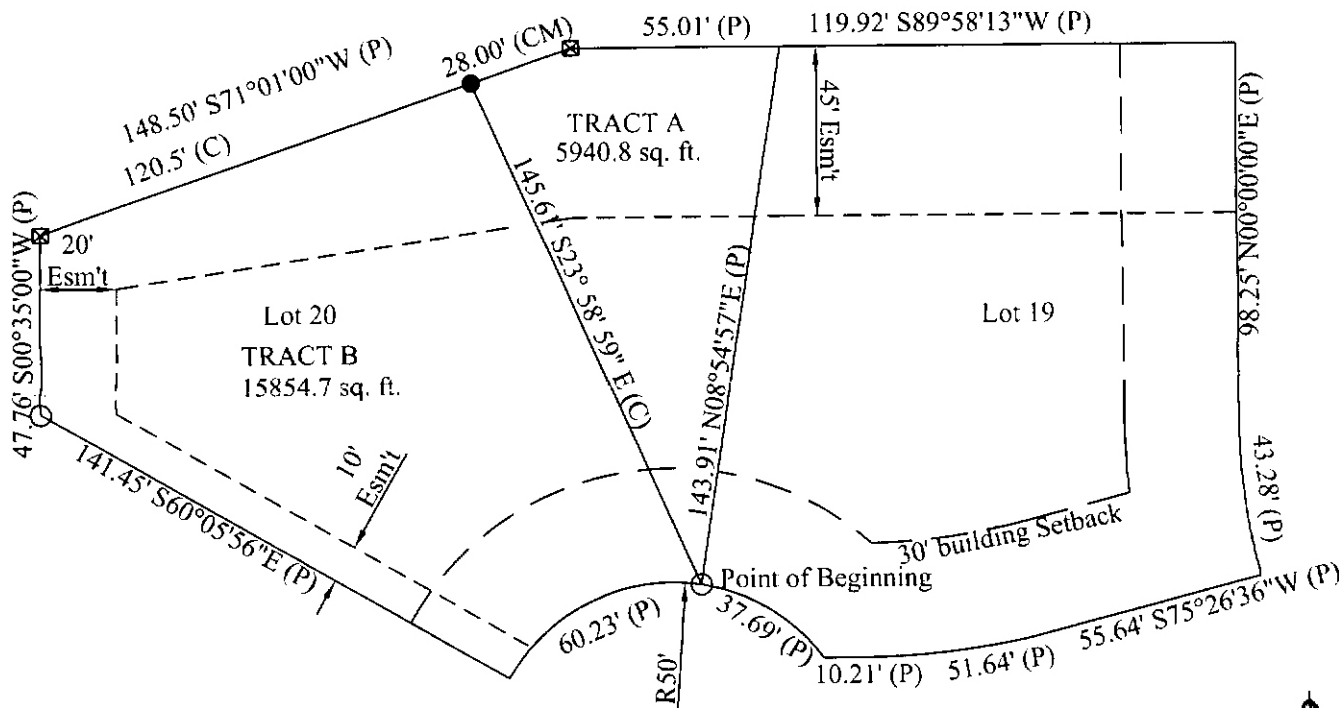 55.01' (P)
119.92' S89°58'13"W (P)
28.00' (CM)
148.50' S71°01'00"W (P)
120.5' (C)
TRACT A
5940.8 sq. ft.
45' Esm't
98.25' N00°00'00"E (P)
145.61' S23° 58' 59" E (C)
143.91' N08°54'57"E (P)
47.76' S00°35'00"W (P)
20'
Esm't
Lot 20
TRACT B
15854.7 sq. ft.
Lot 19
10'
Esm't
141.45' S60°05'56"E (P)
43.28' (P)
30' building Setback
Point of Beginning
60.23' (P)
37.69' (P)
R50'
10.21' (P)
51.64' (P)
55.64' S75°26'36"W (P)